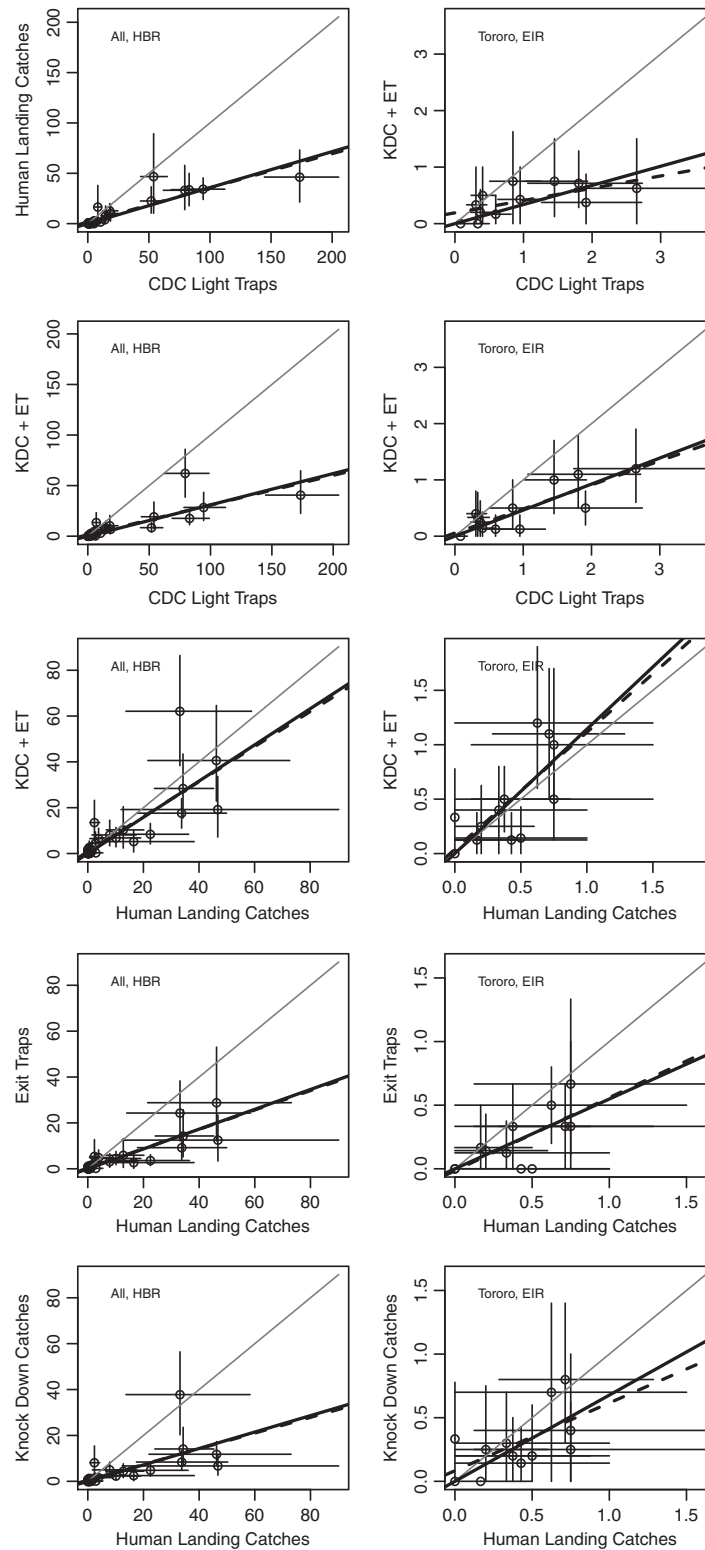 Human Landing Catches
200
150
100
50
0
All, HBR
0 50 100 150 200
CDC Light Traps
KDC + ET
3
2
1
0
Tororo, EIR
0 1 2 3
CDC Light Traps
KDC + ET
200
150
100
50
0
All, HBR
0 50 100 150 200
CDC Light Traps
KDC + ET
3
2
1
0
Tororo, EIR
0 1 2 3
CDC Light Traps
KDC + ET
80
60
40
20
0
All, HBR
0 20 40 60 80
Human Landing Catches
KDC + ET
1.5
1.0
0.5
0.0
Tororo, EIR
0.0 0.5 1.0 1.5
Human Landing Catches
Exit Traps
80
60
40
20
0
All, HBR
0 20 40 60 80
Human Landing Catches
Exit Traps
1.5
1.0
0.5
0.0
Tororo, EIR
0.0 0.5 1.0 1.5
Human Landing Catches
Knock Down Catches
80
60
40
20
0
All, HBR
0 20 40 60 80
Human Landing Catches
Knock Down Catches
1.5
1.0
0.5
0.0
Tororo, EIR
0.0 0.5 1.0 1.5
Human Landing Catches